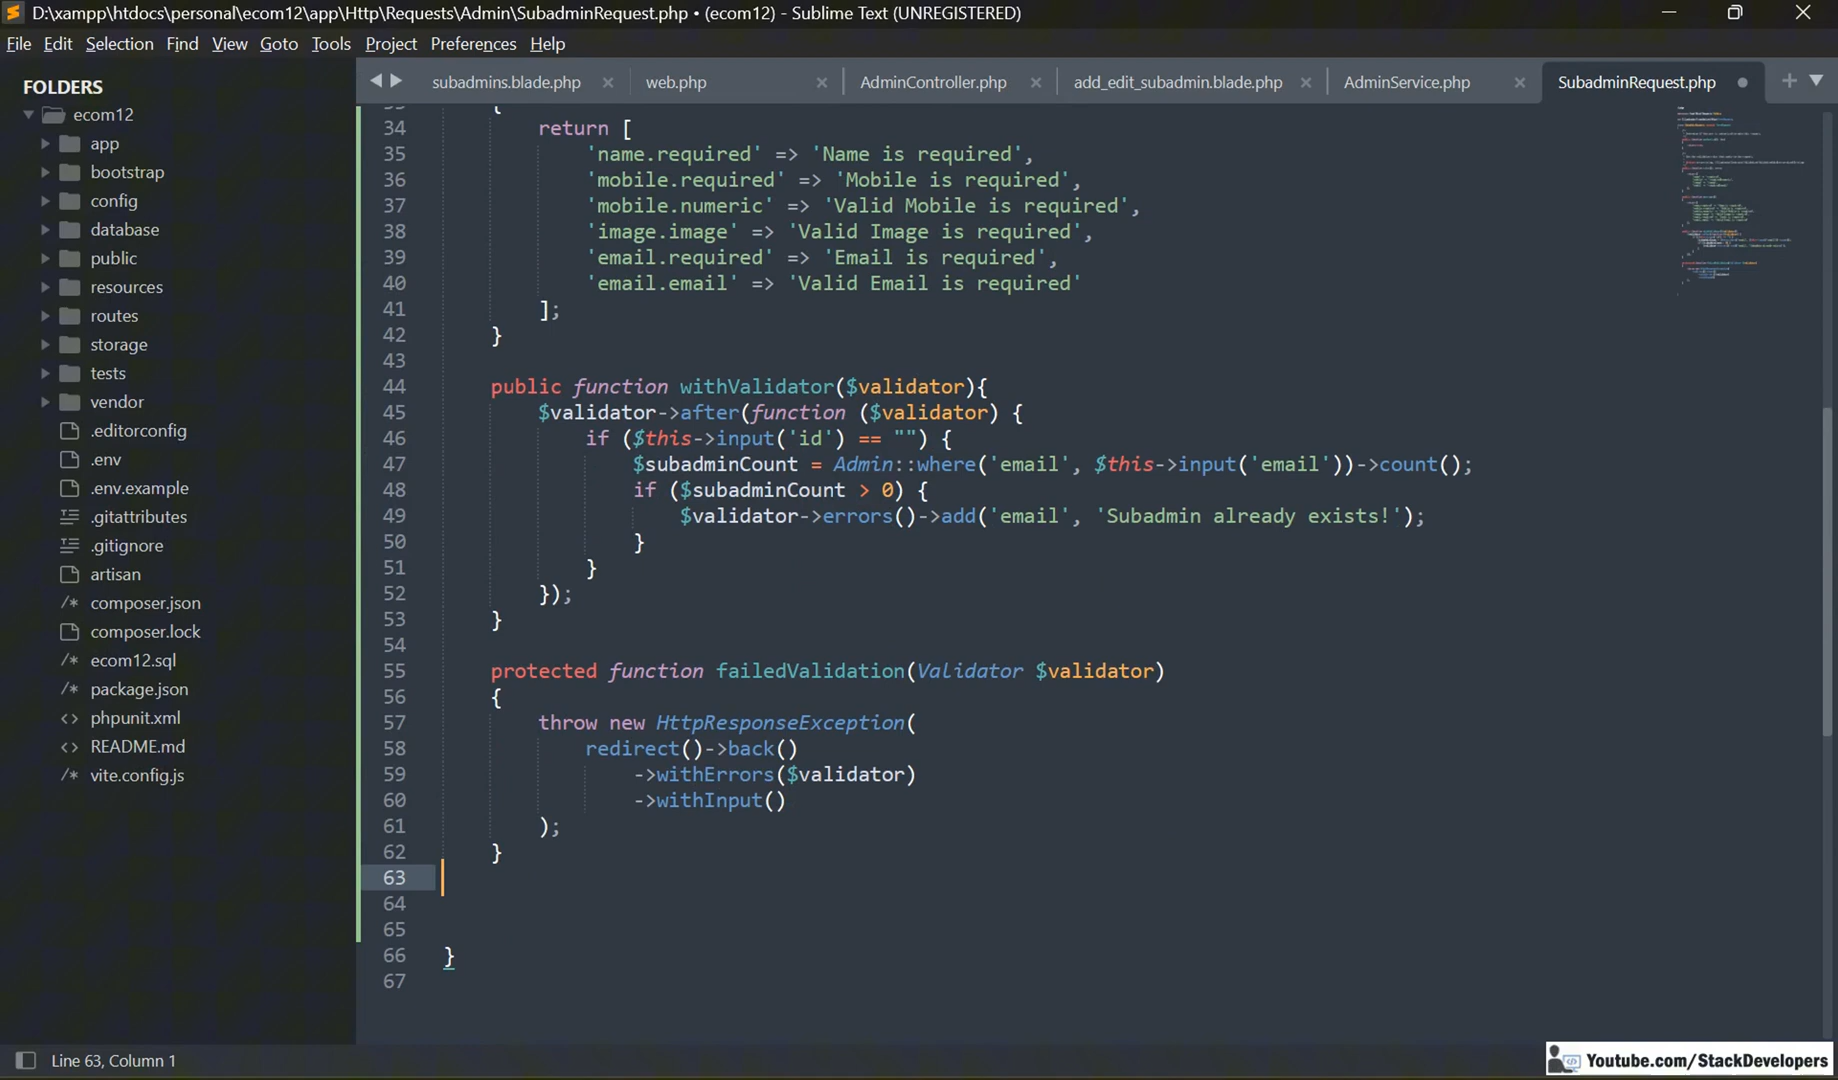 D:\xampp\htdocs\personal\ecom12\app\Http\Requests\Admin\SubadminRequest.php • (ecom12) - Sublime Text (UNREGISTERED)
File Edit Selection Find View Goto Tools Project Preferences Help
FOLDERS
ecom12
app
bootstrap
config
database
public
resources
routes
storage
tests
vendor
.editorconfig
.env
.env.example
.gitattributes
.gitignore
artisan
composer.json
composer.lock
ecom12.sql
package.json
phpunit.xml
README.md
vite.config.js
subadmins.blade.php web.php AdminController.php add_edit_subadmin.blade.php AdminService.php SubadminRequest.php
{
34 return [
35 'name.required' => 'Name is required',
36 'mobile.required' => 'Mobile is required',
37 'mobile.numeric' => 'Valid Mobile is required',
38 'image.image' => 'Valid Image is required',
39 'email.required' => 'Email is required',
40 'email.email' => 'Valid Email is required'
41 ];
42 }
43
44 public function withValidator($validator){
45 $validator->after(function ($validator) {
46 if ($this->input('id') == "") {
47 $subadminCount = Admin::where('email', $this->input('email'))->count();
48 if ($subadminCount > 0) {
49 $validator->errors()->add('email', 'Subadmin already exists!');
50 }
51 }
52 });
53 }
54
55 protected function failedValidation(Validator $validator)
56 {
57 throw new HttpResponseException(
58 redirect()->back()
59 ->withErrors($validator)
60 ->withInput()
61 );
62 }
63
64
65
66 }
67
Line 63, Column 1
Youtube.com/StackDevelopers